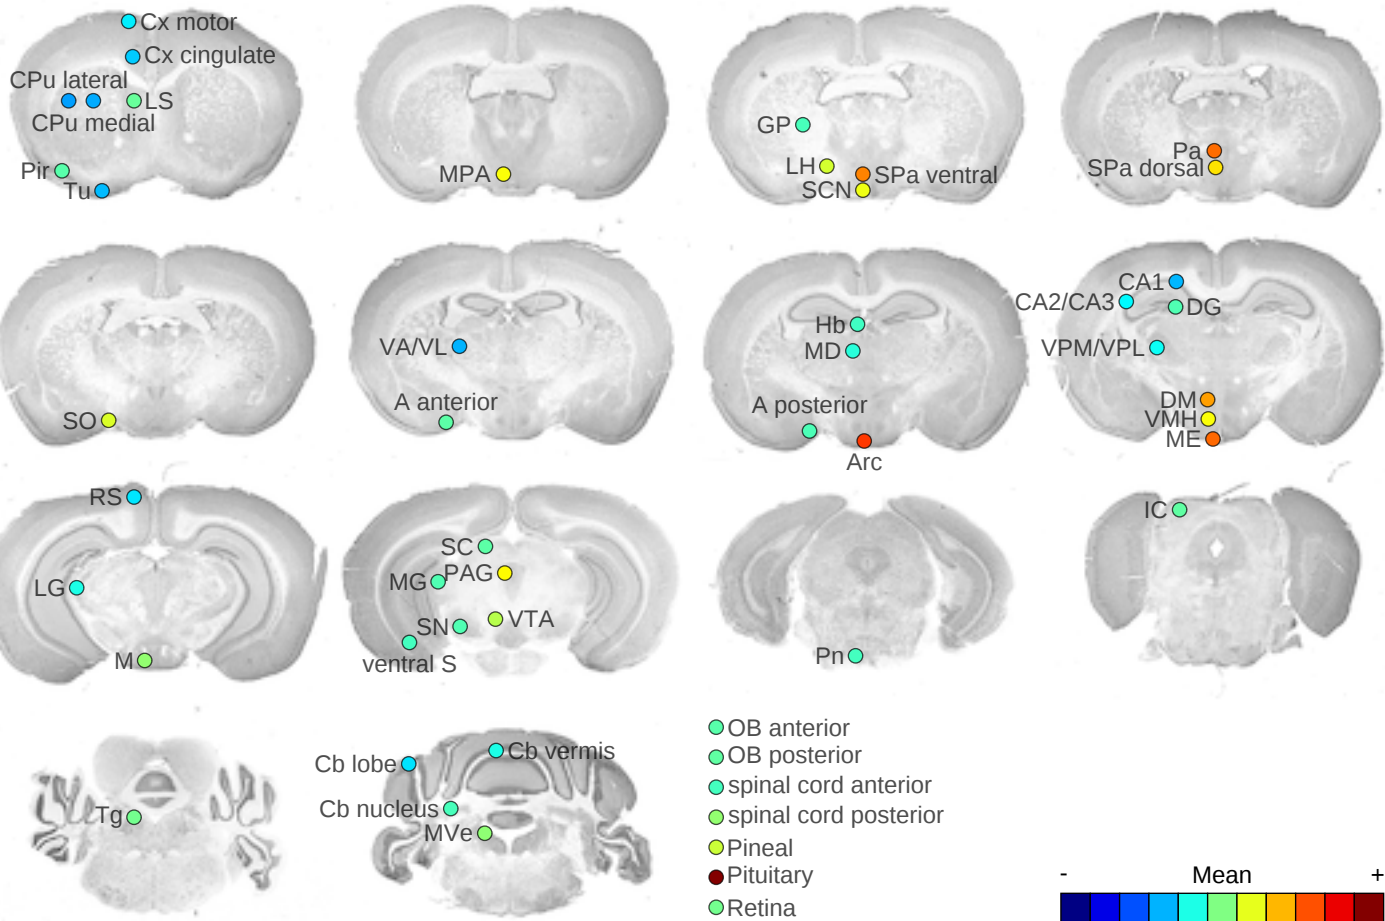 Cx motor
Cx cingulate
CPu lateral
LS
CPu medial
Pir
Tu
MPA
GP
LH
SPa ventral
SCN
Pa
SPa dorsal
SO
VA/VL
A anterior
Hb
MD
A posterior
Arc
CA1
CA2/CA3
DG
VPM/VPL
DM
VMH
ME
RS
LG
M
SC
MG
PAG
SN
VTA
ventral S
Pn
IC
Tg
Cb lobe
Cb vermis
Cb nucleus
MVe
OB anterior
OB posterior
spinal cord anterior
spinal cord posterior
Pineal
Pituitary
Retina
- Mean +